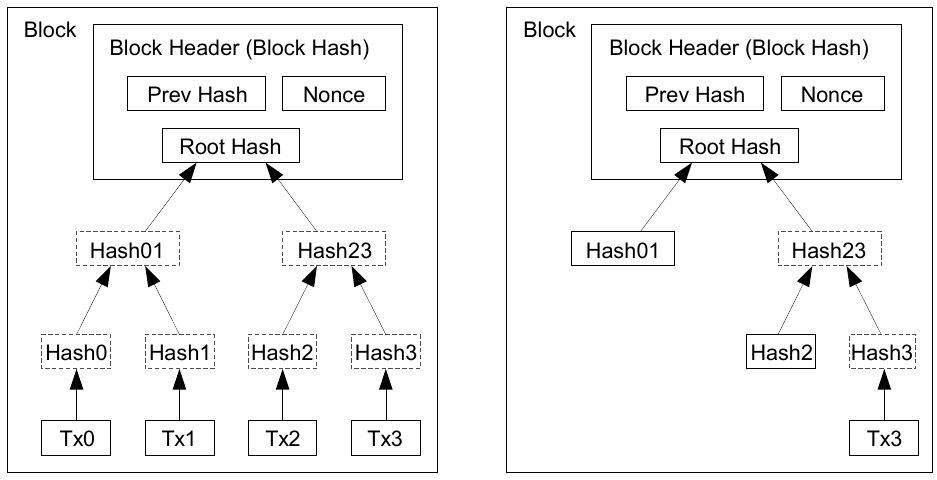 Block
Block Header (Block Hash)
Prev Hash
Nonce
Root Hash
Hash01
Hash23
Hash0
Hash1
Hash2
Hash3
Tx0
Tx1
Tx2
Tx3
Block
Block Header (Block Hash)
Prev Hash
Nonce
Root Hash
Hash01
Hash23
Hash2
Hash3
Tx3